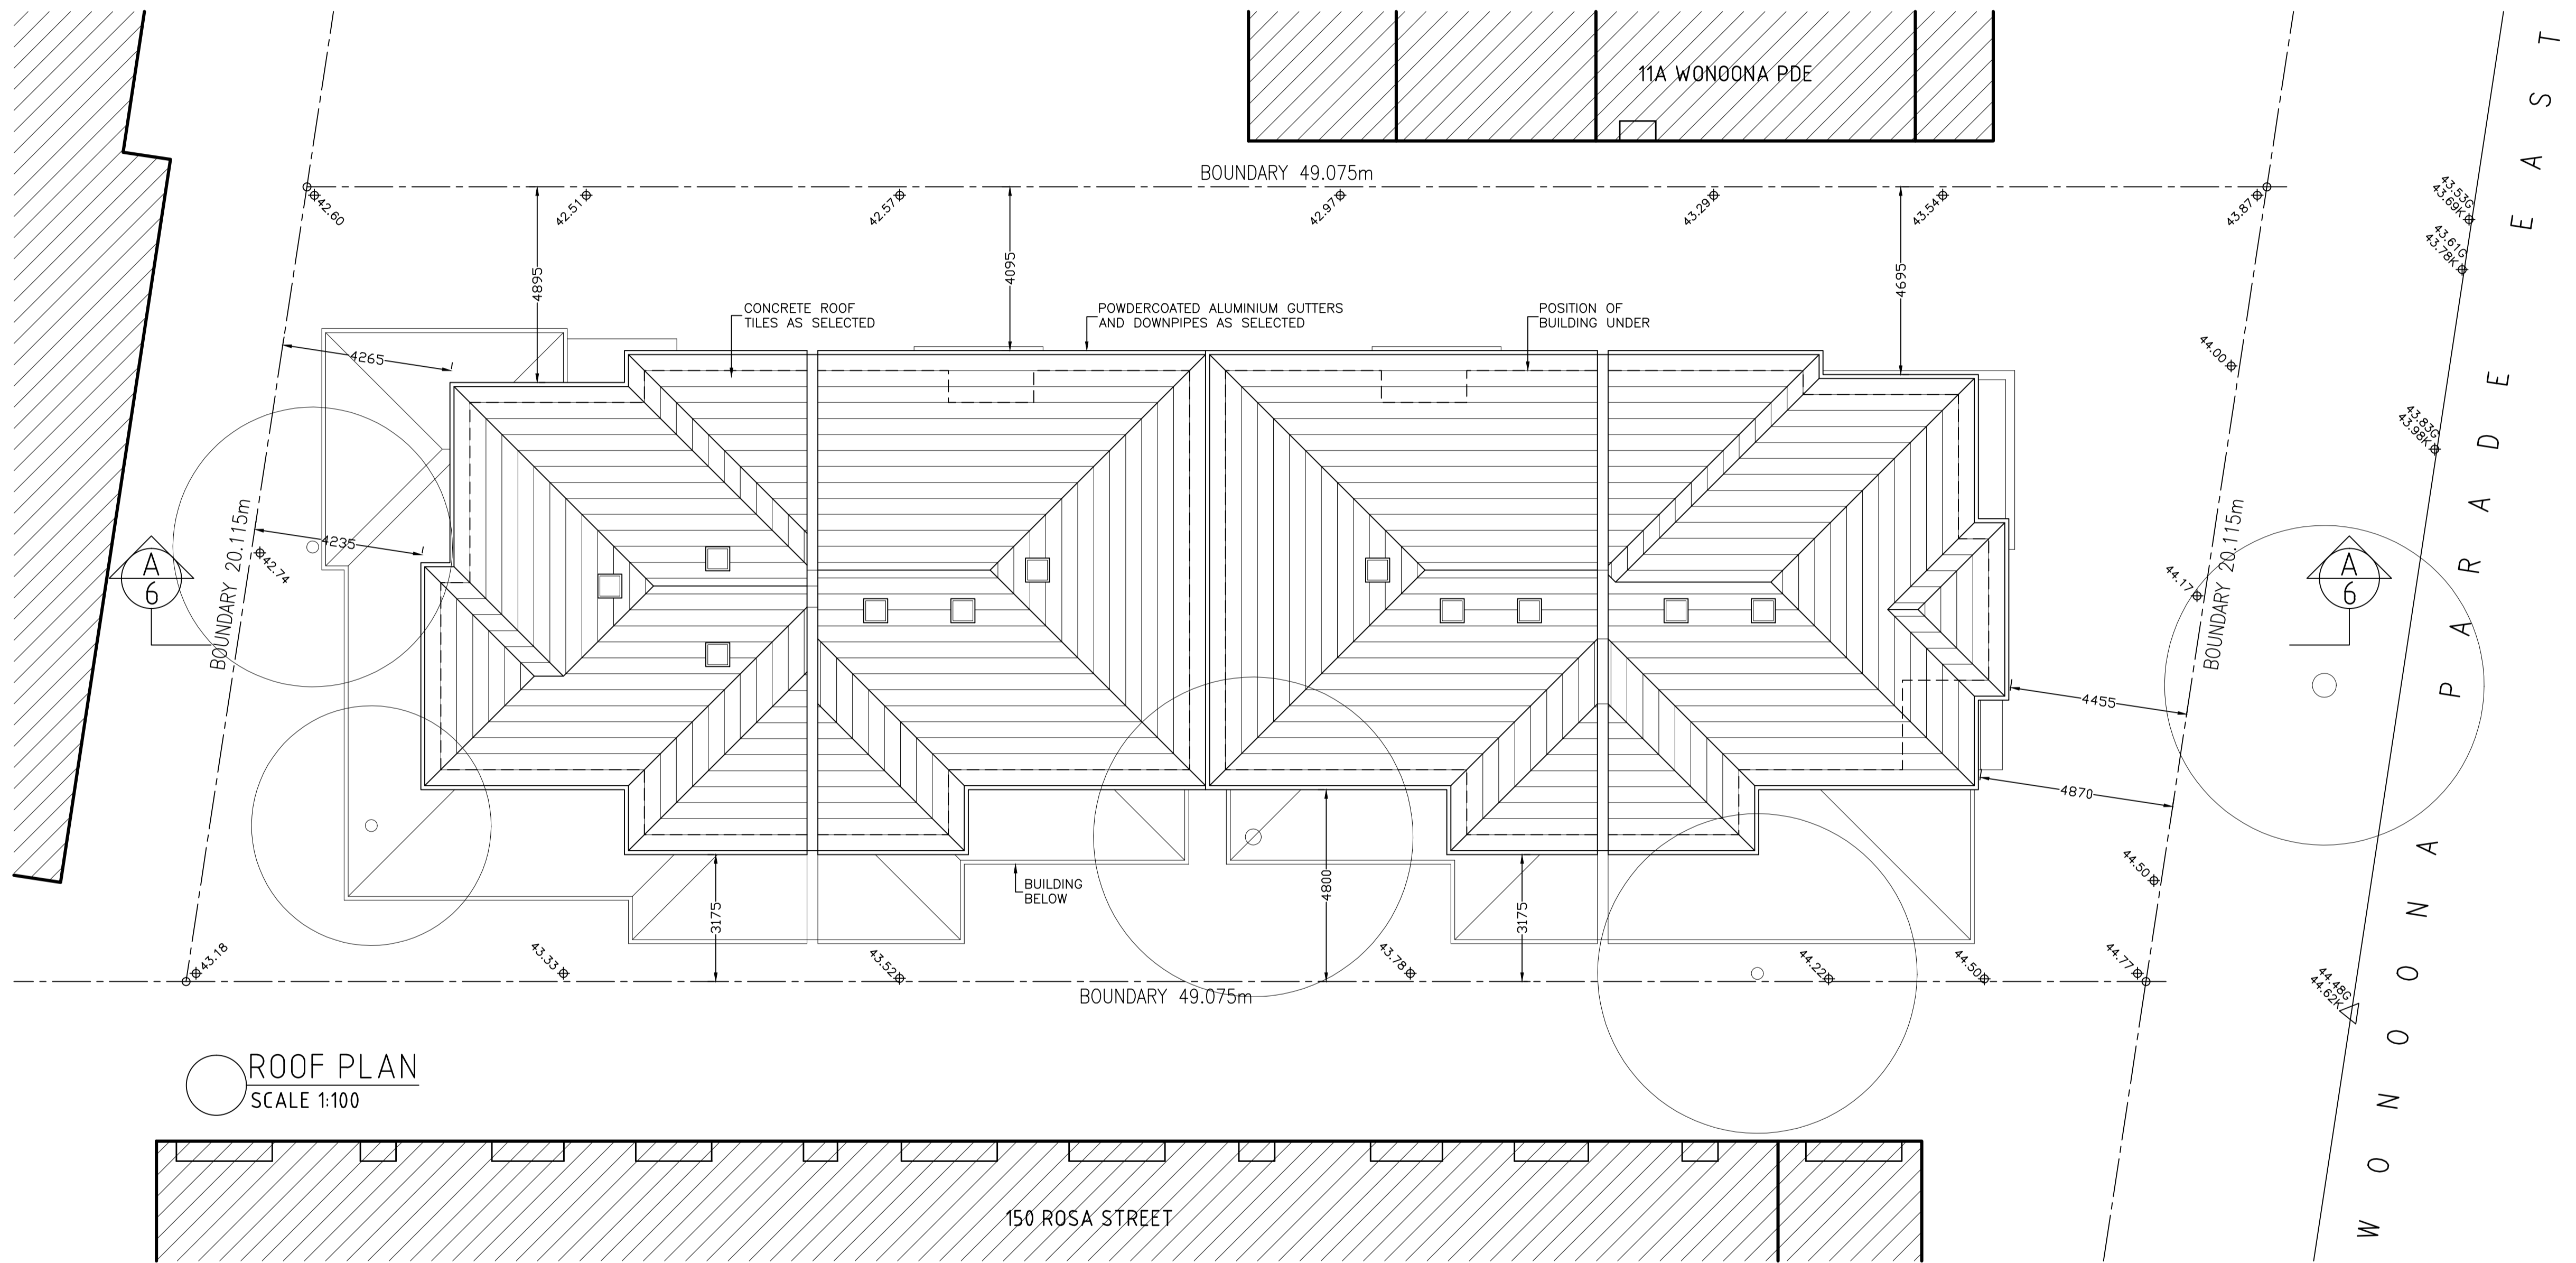 11A WONOONA PDE
BOUNDARY 49.075m
42.60
42.51
42.57
42.97
43.29
43.54
43.87
43.53G
43.69K
43.61G
43.78K
4895
4095
4695
CONCRETE ROOF
TILES AS SELECTED
POWDERCOATED ALUMINIUM GUTTERS
AND DOWNPIPES AS SELECTED
POSITION OF
BUILDING UNDER
4265
44.00
43.83G
43.98K
BOUNDARY 20.115m
4235
42.74
A
6
44.17
BOUNDARY 20.115m
A
6
4455
4870
BUILDING
BELOW
3175
4800
3175
44.50
43.18
43.33
43.52
43.78
44.22
44.50
44.77
44.48G
44.62K
BOUNDARY 49.075m
WONOONA PARADE EAST
ROOF PLAN
SCALE 1:100
150 ROSA STREET